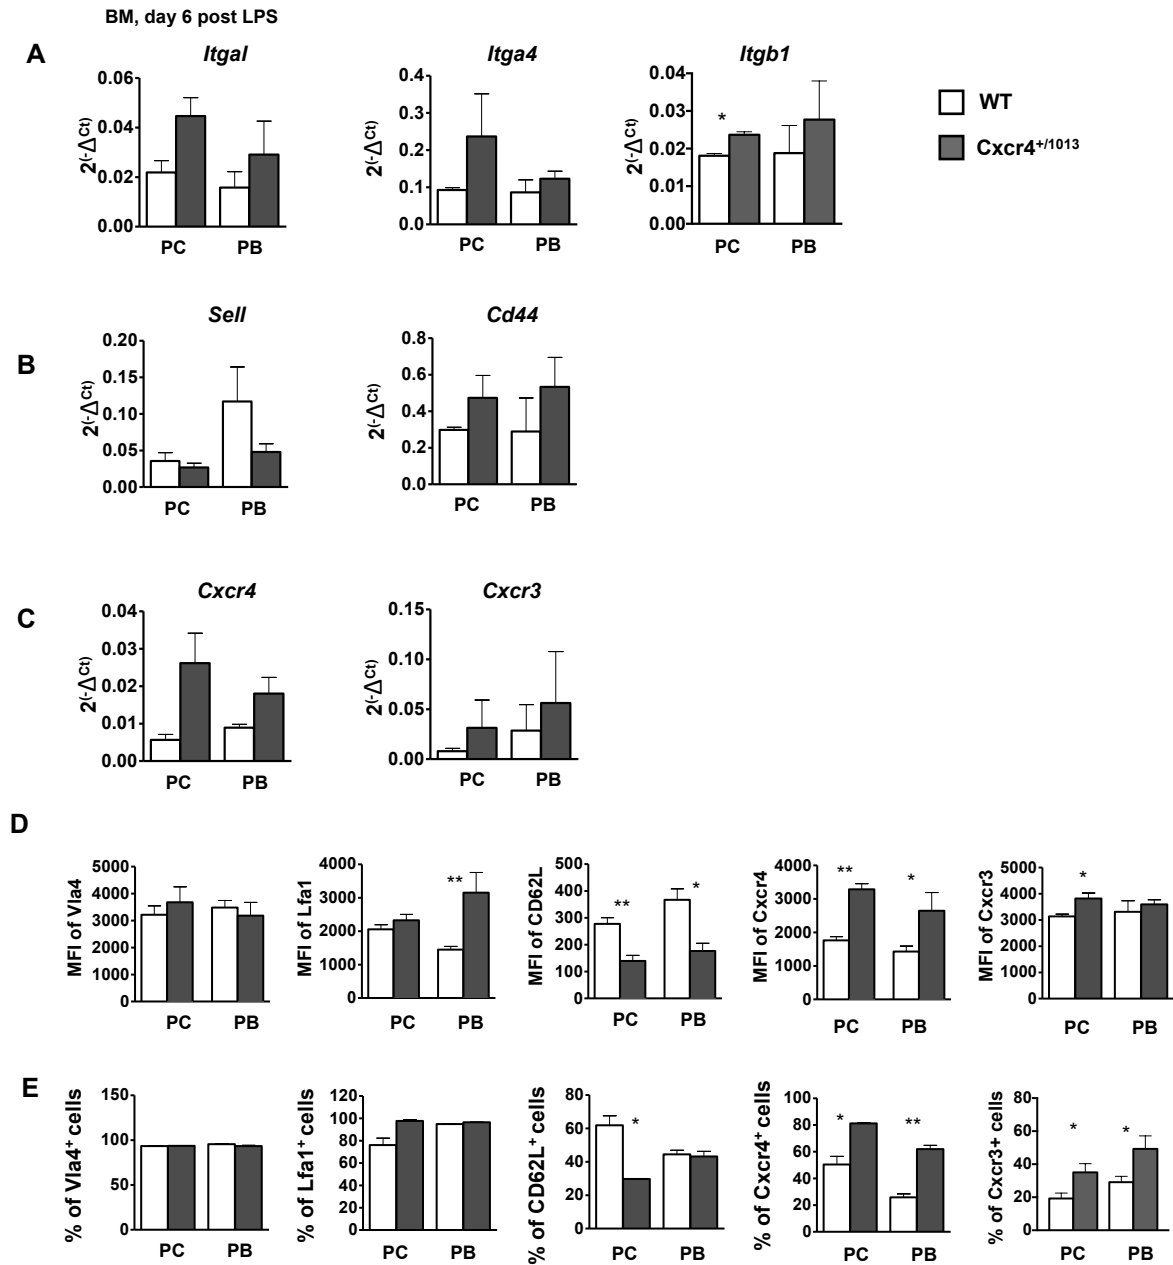 BM, day 6 post LPS
A
Itgal
Itga4
Itgb1
2(-ΔCt)
0.06
0.04
0.02
0.00
PC PB
2(-ΔCt)
0.4
0.3
0.2
0.1
0.0
PC PB
2(-ΔCt)
0.04
0.03
0.02
0.01
0.00
*
PC PB
WT
Cxcr4+/1013
B
Sell
Cd44
2(-ΔCt)
0.20
0.15
0.10
0.05
0.00
PC PB
2(-ΔCt)
0.8
0.6
0.4
0.2
0.0
PC PB
C
Cxcr4
Cxcr3
2(-ΔCt)
0.04
0.03
0.02
0.01
0.00
PC PB
2(-ΔCt)
0.15
0.10
0.05
0.00
PC PB
D
MFI of Vla4
5000
4000
3000
2000
1000
0
PC PB
MFI of Lfa1
4000
3000
2000
1000
0
**
PC PB
MFI of CD62L
500
400
300
200
100
0
** *
PC PB
MFI of Cxcr4
4000
3000
2000
1000
0
** *
PC PB
MFI of Cxcr3
5000
4000
3000
2000
1000
0
*
PC PB
E
% of Vla4+ cells
150
100
50
0
PC PB
% of Lfa1+ cells
120
100
80
60
40
20
0
PC PB
% of CD62L+ cells
80
60
40
20
0
*
PC PB
% of Cxcr4+ cells
100
80
60
40
20
0
* **
PC PB
% of Cxcr3+ cells
80
60
40
20
0
* *
PC PB